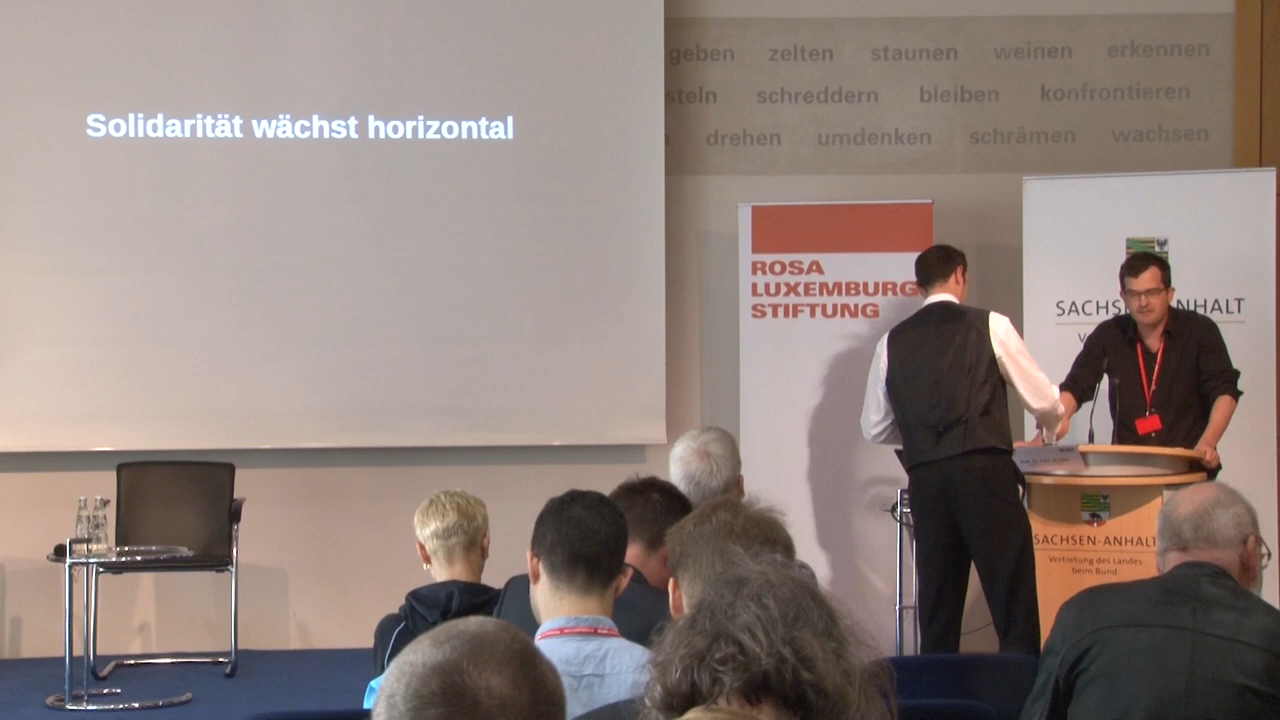 Solidarität wächst horizontal
geben zelten staunen weinen erkennen
steln schreddern bleiben konfrontieren
drehen umdenken schrämen wachsen
ROSA
LUXEMBURG
STIFTUNG
SACHSEN-ANHALT
SACHSEN-ANHALT
Vertretung des Landes
beim Bund